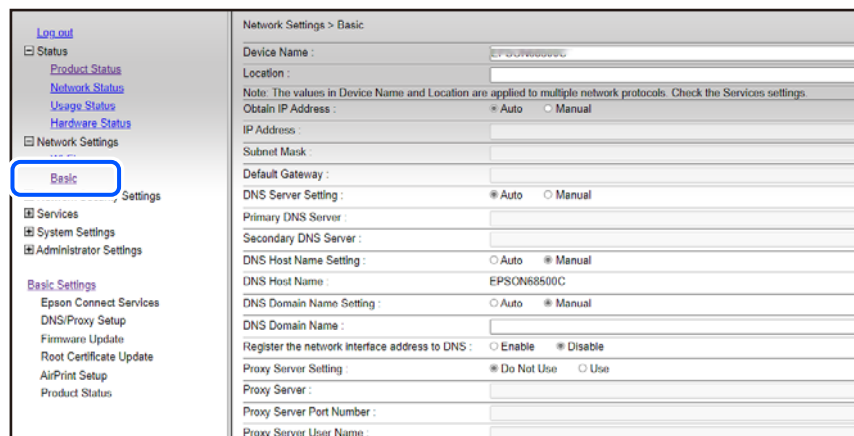 Log out
Status
Product Status
Network Status
Usage Status
Hardware Status
Network Settings
Basic
Settings
Services
System Settings
Administrator Settings
Basic Settings
Epson Connect Services
DNS/Proxy Setup
Firmware Update
Root Certificate Update
AirPrint Setup
Product Status
Network Settings > Basic
Device Name :
Location :
Note: The values in Device Name and Location are applied to multiple network protocols. Check the Services settings.
Obtain IP Address : Auto Manual
IP Address :
Subnet Mask :
Default Gateway :
DNS Server Setting : Auto Manual
Primary DNS Server :
Secondary DNS Server :
DNS Host Name Setting : Auto Manual
DNS Host Name : EPSON68500C
DNS Domain Name Setting : Auto Manual
DNS Domain Name :
Register the network interface address to DNS : Enable Disable
Proxy Server Setting : Do Not Use Use
Proxy Server :
Proxy Server Port Number :
Proxy Server User Name :